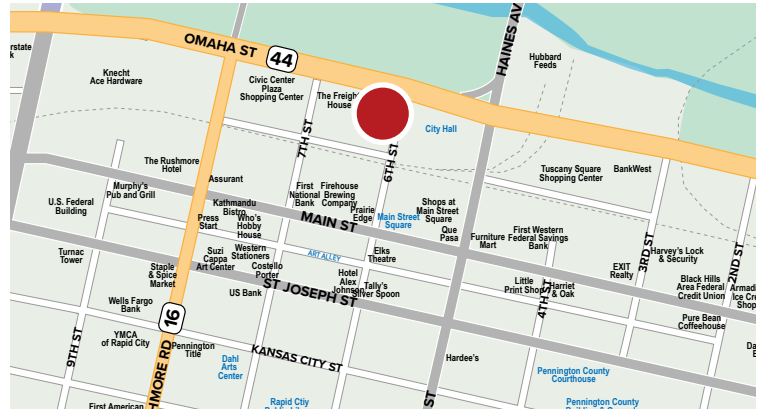 HAINES AV
OMAHA ST
44
Hubbard
Feeds
Knecht
Ace Hardware
Civic Center
Plaza
Shopping Center
The Freigh
House
7TH ST
6TH ST
City Hall
The Rushmore
Hotel
Assurant
Tuscany Square
Shopping Center
BankWest
Murphy's
Pub and Grill
First
National
Bank
Firehouse
Brewing
Company
U.S. Federal
Building
Kathmandu
Bistro
Prairie
Edge
Shops at
Main Street
Square
Press
Start
Who's
Hobby
House
MAIN ST
Main Street
Square
Que
Pasa
Furniture
Mart
First Western
Federal Savings
Bank
3RD ST
Harvey's Lock
& Security
2ND ST
Turnac
Tower
Suzi
Cappa
Art Center
Western
Stationers
ART ALLEY
Elks
Theatre
Staple
& Spice
Market
Costello
Porter
Hotel
Alex
Johnson
Tally's
Silver Spoon
EXIT
Realty
US Bank
ST JOSEPH ST
Little
Print Shop
Harriet
& Oak
4TH ST
Black Hills
Area Federal
Credit Union
Armadi
Ice Cre
Shop
Wells Fargo
Bank
16
Pure Bean
Coffeehouse
9TH ST
YMCA
of Rapid City
Pennington
Title
KANSAS CITY ST
Dahl
Arts
Center
Hardee's
Pennington County
Courthouse
HMORE RD
ST
First American
Rapid Ctiy
Pennington County